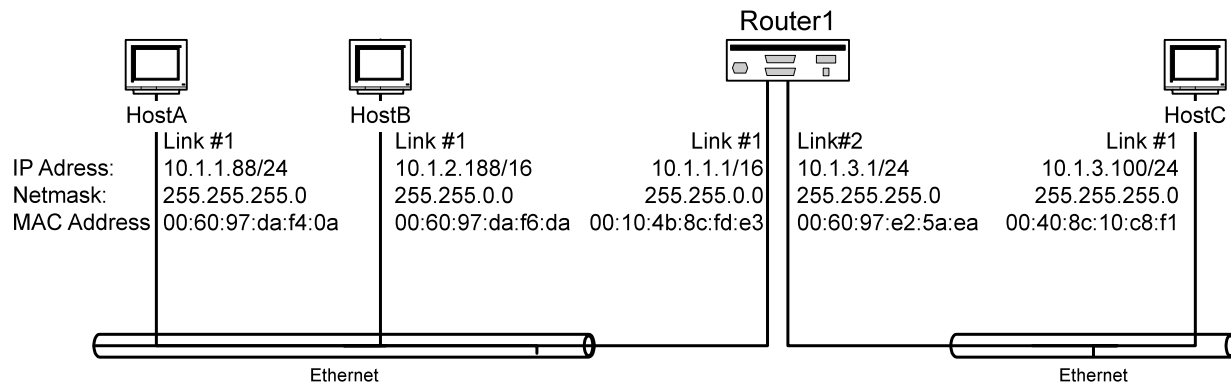 Router1
HostA
HostB
HostC
Link #1
Link #1
Link #1
Link#2
Link #1
IP Adress:
10.1.1.88/24
10.1.2.188/16
10.1.1.1/16
10.1.3.1/24
10.1.3.100/24
Netmask:
255.255.255.0
255.255.0.0
255.255.0.0
255.255.255.0
255.255.255.0
MAC Address
00:60:97:da:f4:0a
00:60:97:da:f6:da
00:10:4b:8c:fd:e3
00:60:97:e2:5a:ea
00:40:8c:10:c8:f1
Ethernet
Ethernet